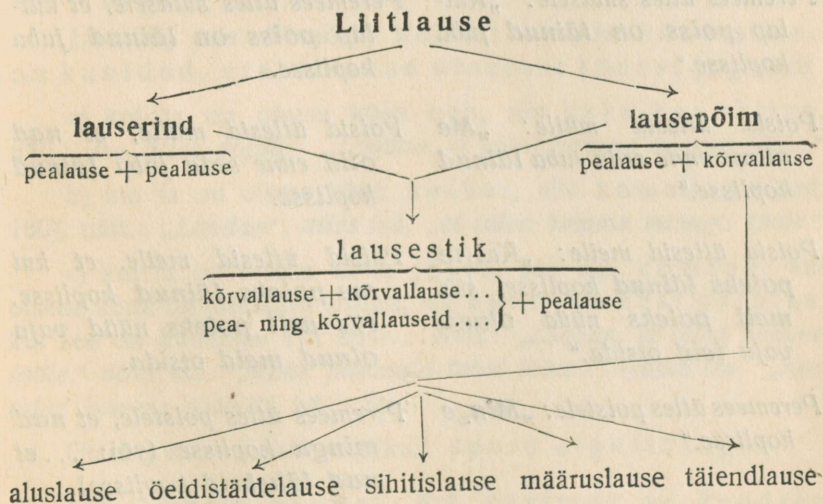 Liitlause
lauserind
lausepõim
pealause + pealause
pealause + kõrvallause
lausestik
kõrvallause + kõrvallause...
pea- ning kõrvallauseid.... } + pealause
aluslause öeldistäidelause sihitislause määruslause täiendlause